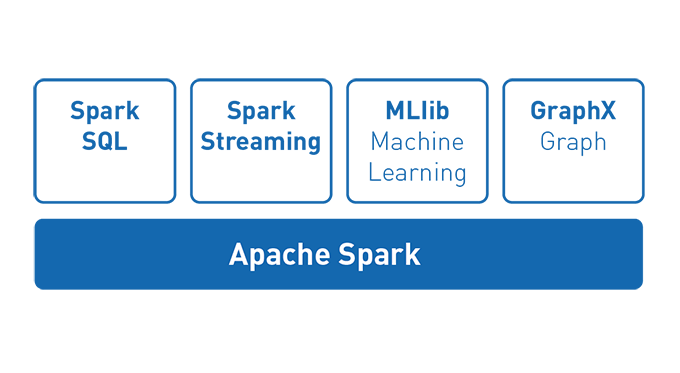 Spark
SQL
Spark
Streaming
MLlib
Machine
Learning
GraphX
Graph
Apache Spark